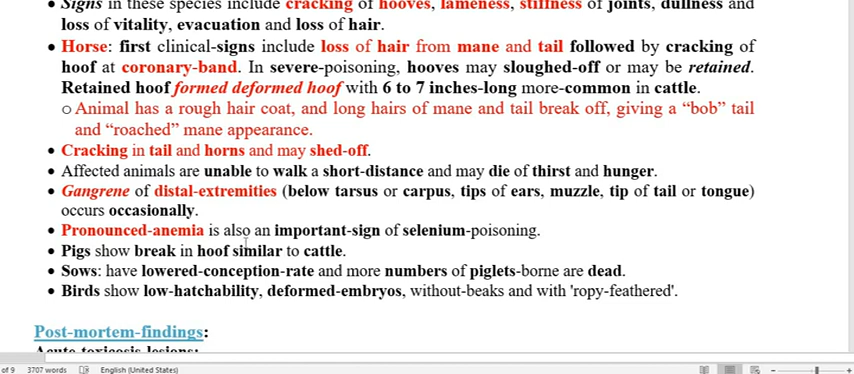 • Signs in these species include cracking of hooves, lameness, stiffness of joints, dullness and
loss of vitality, evacuation and loss of hair.
• Horse: first clinical-signs include loss of hair from mane and tail followed by cracking of
hoof at coronary-band. In severe-poisoning, hooves may sloughed-off or may be retained.
Retained hoof formed deformed hoof with 6 to 7 inches-long more-common in cattle.
o Animal has a rough hair coat, and long hairs of mane and tail break off, giving a “bob” tail
and “roached” mane appearance.
• Cracking in tail and horns and may shed-off.
• Affected animals are unable to walk a short-distance and may die of thirst and hunger.
• Gangrene of distal-extremities (below tarsus or carpus, tips of ears, muzzle, tip of tail or tongue)
occurs occasionally.
• Pronounced-anemia is also an important-sign of selenium-poisoning.
• Pigs show break in hoof similar to cattle.
• Sows: have lowered-conception-rate and more numbers of piglets-borne are dead.
• Birds show low-hatchability, deformed-embryos, without-beaks and with 'ropy-feathered'.
Post-mortem-findings:
Acute toxicosis lesions:
of 9 3707 words English (United States)